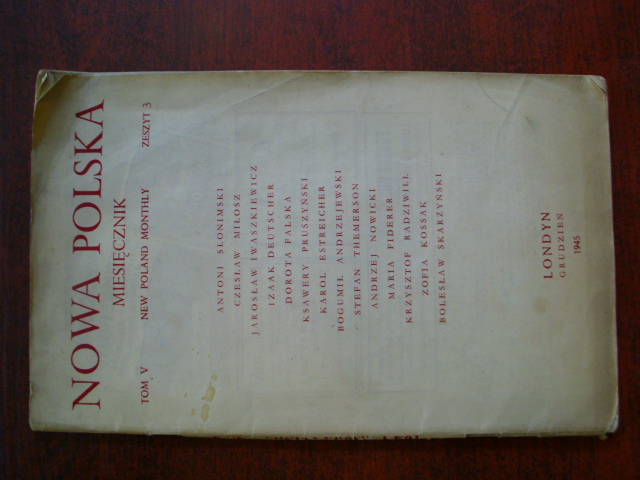 NOWA POLSKA
MIESIĘCZNIK
TOM V NEW POLAND MONTHLY ZESZYT 3
ANTONI SŁONIMSKI
CZESŁAW MIŁOSZ
JAROSŁAW IWASZKIEWICZ
IZAAK DEUTSCHER
DOROTA FALSKA
KSAWERY PRUSZYŃSKI
KAROL ESTREICHER
BOGUMIŁ ANDRZEJEWSKI
STEFAN THEMERSON
ANDRZEJ NOWICKI
MARIA FIDERER
KRZYSZTOF RADZIWIŁŁ
ZOFIA KOSSAK
BOLESŁAW SKARŻYŃSKI
LONDYN
GRUDZIEŃ
1945